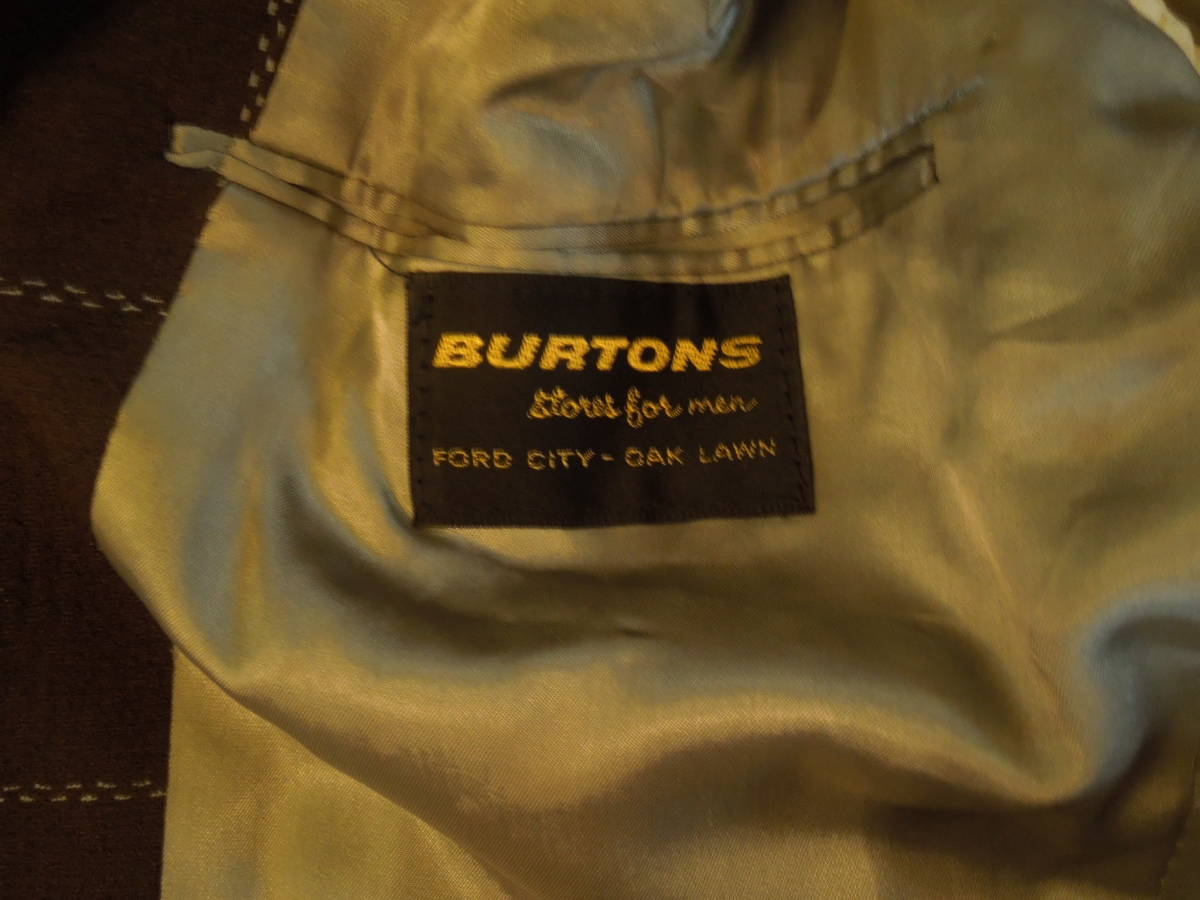 BURTONS
Stores for men
FORD CITY - OAK LAWN